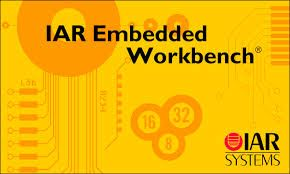 IAR Embedded
Workbench®
16
32
8
IAR
SYSTEMS